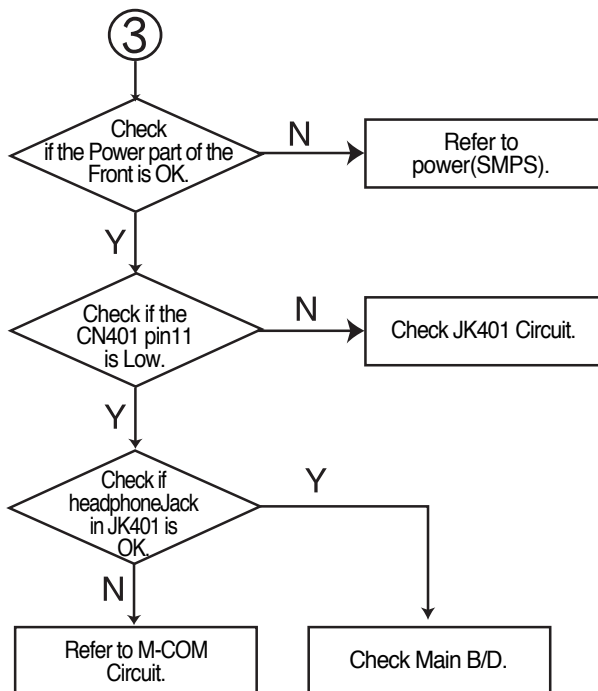 3
Check
if the Power part of the
Front is OK.
N
Refer to
power(SMPS).
Y
Check if the
CN401 pin11
is Low.
N
Check JK401 Circuit.
Y
Check if
headphoneJack
in JK401 is
OK.
Y
N
Refer to M-COM
Circuit.
Check Main B/D.